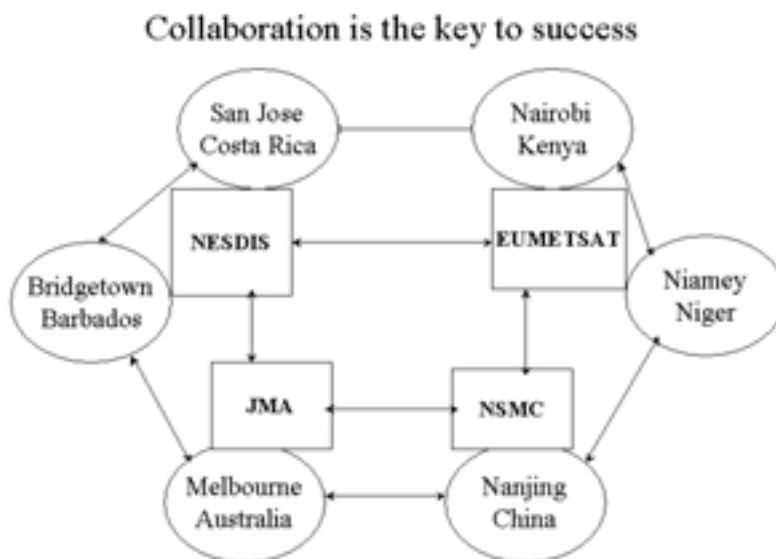 Collaboration is the key to success
San Jose
Costa Rica
Nairobi
Kenya
NESDIS
EUMETSAT
Bridgetown
Barbados
Niamey
Niger
JMA
NSMC
Melbourne
Australia
Nanjing
China